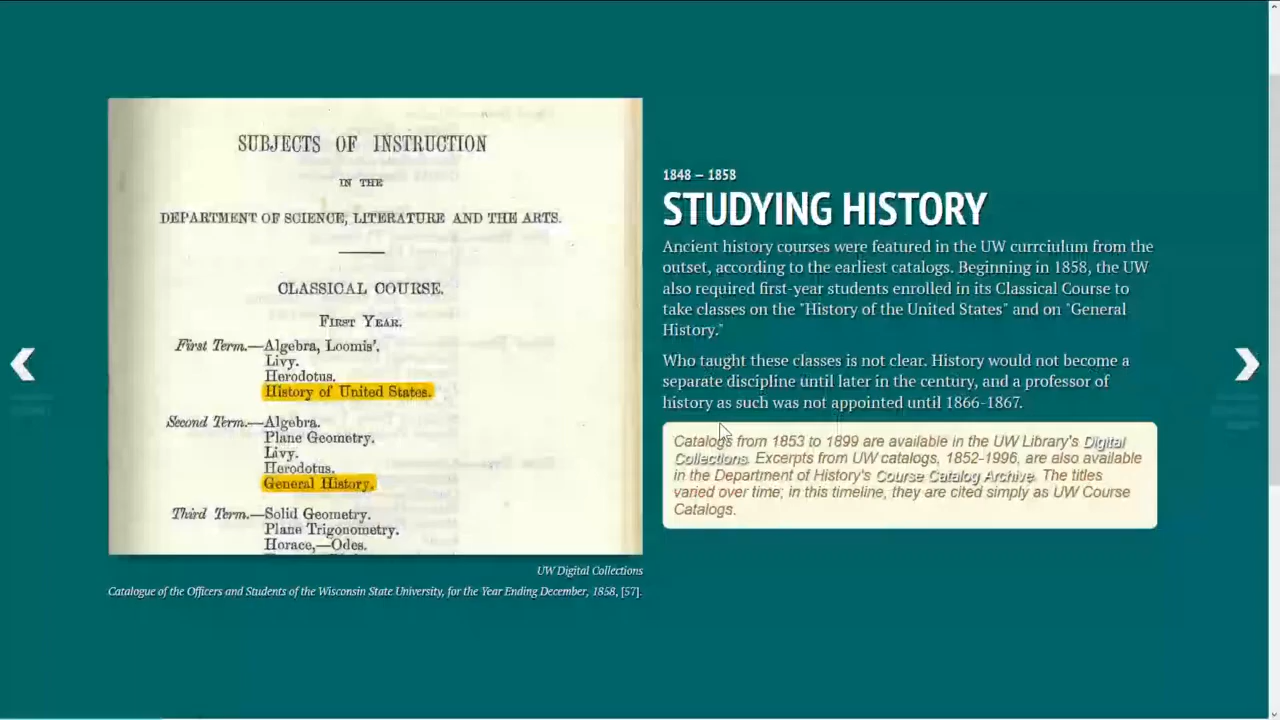 SUBJECTS OF INSTRUCTION
IN THE
DEPARTMENT OF SCIENCE, LITERATURE AND THE ARTS.
CLASSICAL COURSE.
FIRST YEAR.
First Term.—Algebra, Loomis'.
Livy.
Herodotus.
History of United States.
Second Term.—Algebra.
Plane Geometry.
Livy.
Herodotus.
General History.
Third Term.—Solid Geometry.
Plane Trigonometry.
Horace,—Odes.
UW Digital Collections
Catalogue of the Officers and Students of the Wisconsin State University, for the Year Ending December, 1858, [57].
1848 – 1858
STUDYING HISTORY
Ancient history courses were featured in the UW currciulum from the
outset, according to the earliest catalogs. Beginning in 1858, the UW
also required first-year students enrolled in its Classical Course to
take classes on the "History of the United States" and on "General
History."
Who taught these classes is not clear. History would not become a
separate discipline until later in the century, and a professor of
history as such was not appointed until 1866-1867.
Catalogs from 1853 to 1899 are available in the UW Library's Digital
Collections. Excerpts from UW catalogs, 1852-1996, are also available
in the Department of History's Course Catalog Archive. The titles
varied over time; in this timeline, they are cited simply as UW Course
Catalogs.